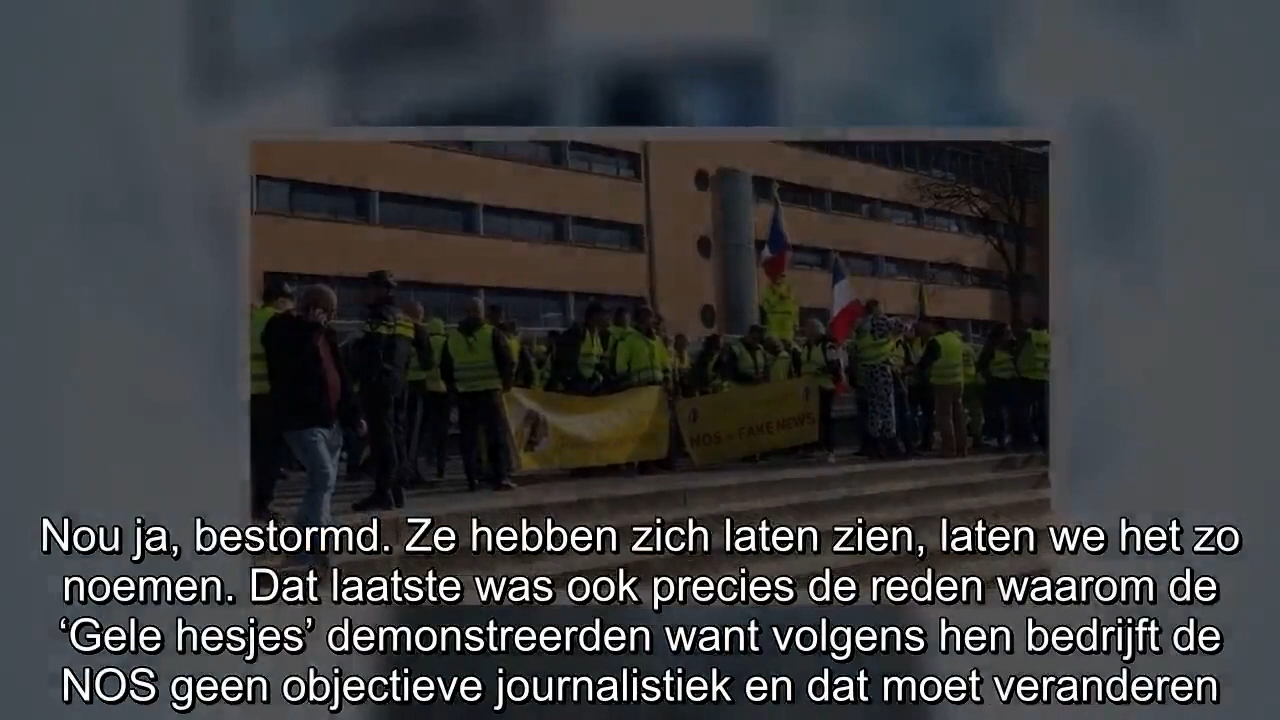 NOS = FAKE NEWS
Nou ja, bestormd. Ze hebben zich laten zien, laten we het zo
noemen. Dat laatste was ook precies de reden waarom de
‘Gele hesjes’ demonstreerden want volgens hen bedrijft de
NOS geen objectieve journalistiek en dat moet veranderen